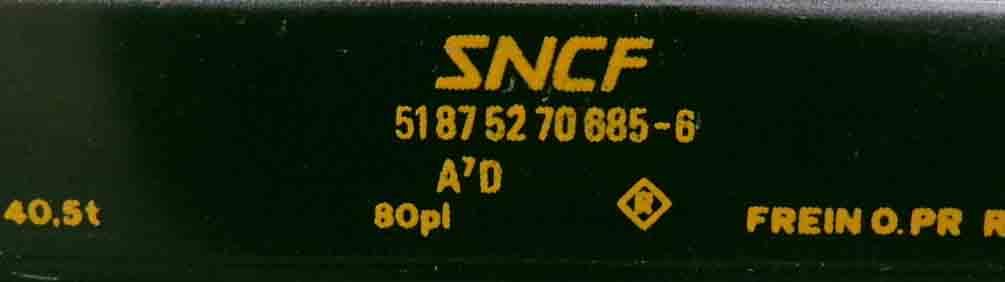 SNCF
51 87 52 70 685-6
A⁷D
40,5t 80pl R FREIN O. PR R